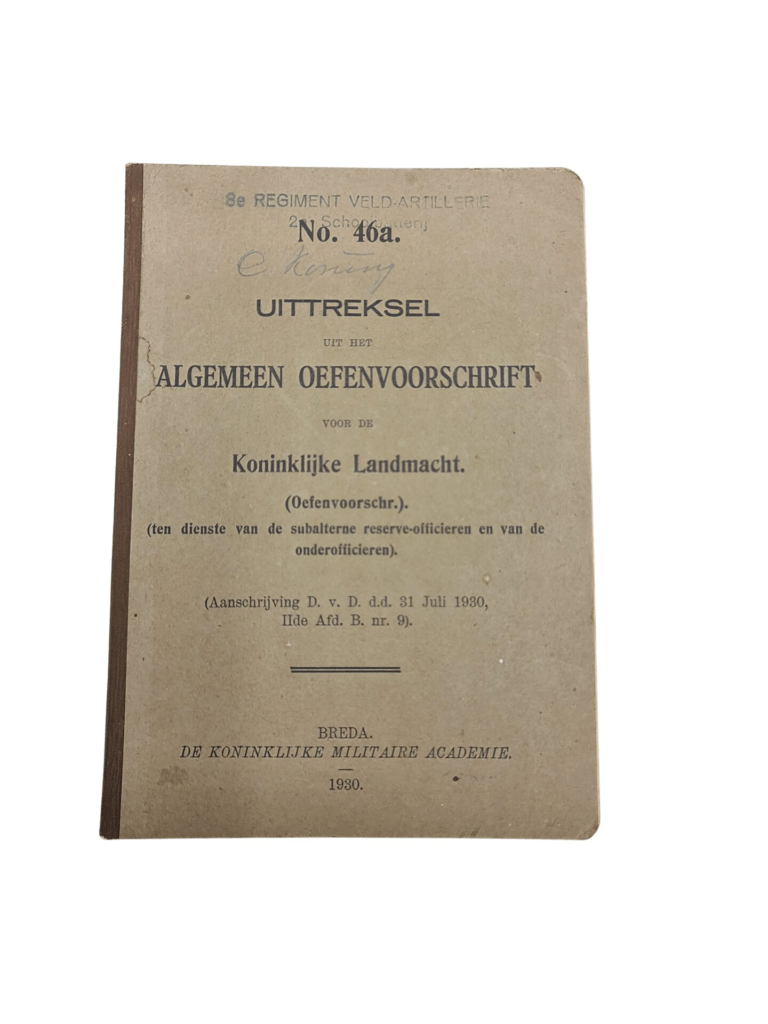 8e REGIMENT VELD-ARTILLERIE
No. 46a.
C Koning
UITTREKSEL
UIT HET
ALGEMEEN OEFENVOORSCHRIFT
VOOR DE
Koninklijke Landmacht.
(Oefenvoorschr.).
(ten dienste van de subalterne reserve-officieren en van de
onderofficieren).
(Aanschrijving D. v. D. d.d. 31 Juli 1930,
IIde Afd. B. nr. 9).
BREDA.
DE KONINKLIJKE MILITAIRE ACADEMIE.
1930.